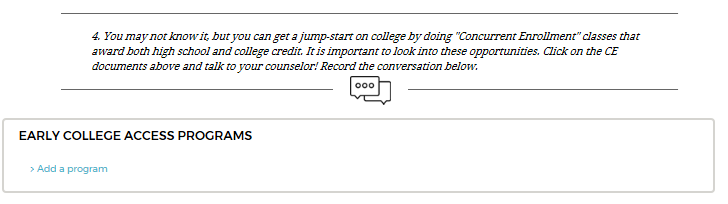 4. You may not know it, but you can get a jump-start on college by doing "Concurrent Enrollment" classes that
award both high school and college credit. It is important to look into these opportunities. Click on the CE
documents above and talk to your counselor! Record the conversation below.
EARLY COLLEGE ACCESS PROGRAMS
> Add a program